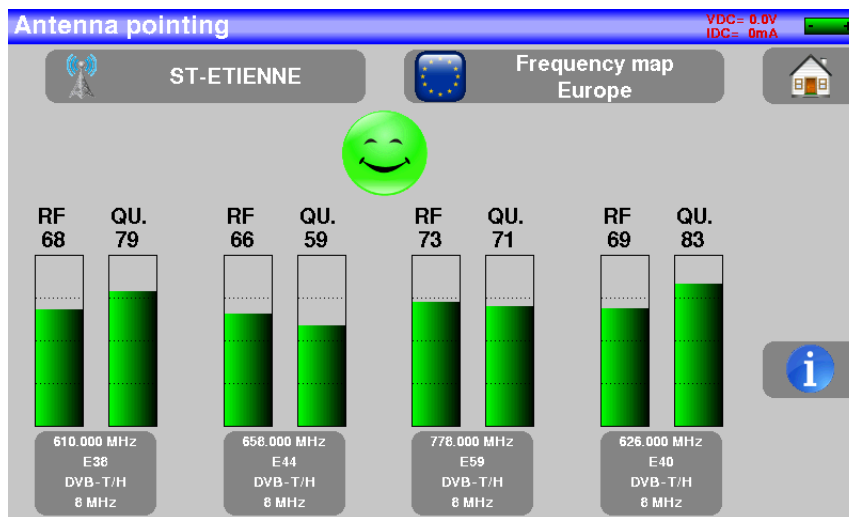 Antenna pointing
VDC= 0.0V
IDC= 0mA
- +
ST-ETIENNE
Frequency map
Europe
RF QU. RF QU. RF QU. RF QU.
68 79 66 59 73 71 69 83
i
610.000 MHz 658.000 MHz 778.000 MHz 626.000 MHz
E38 E44 E59 E40
DVB-T/H DVB-T/H DVB-T/H DVB-T/H
8 MHz 8 MHz 8 MHz 8 MHz